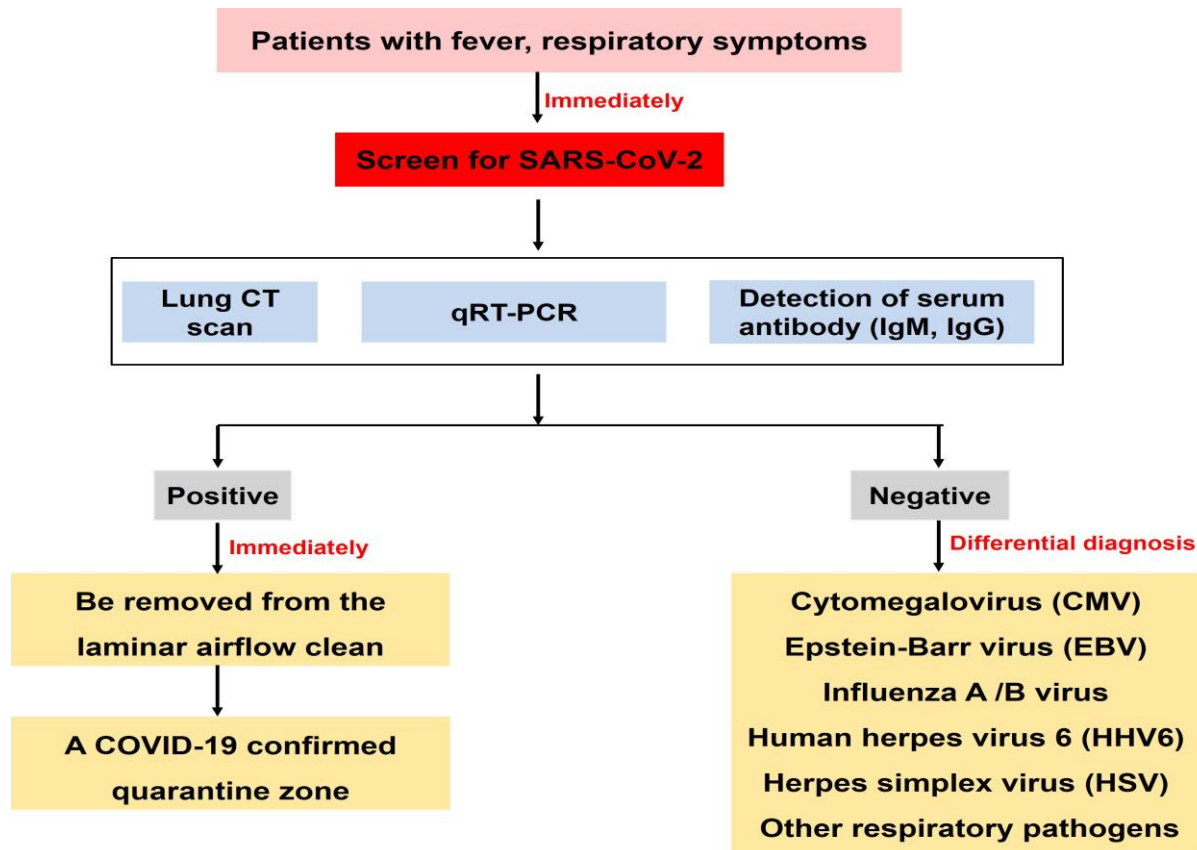 Patients with fever, respiratory symptoms
Immediately
Screen for SARS-CoV-2
Lung CT
scan
qRT-PCR
Detection of serum
antibody (IgM, IgG)
Positive
Negative
Immediately
Differential diagnosis
Be removed from the
laminar airflow clean
A COVID-19 confirmed
quarantine zone
Cytomegalovirus (CMV)
Epstein-Barr virus (EBV)
Influenza A /B virus
Human herpes virus 6 (HHV6)
Herpes simplex virus (HSV)
Other respiratory pathogens